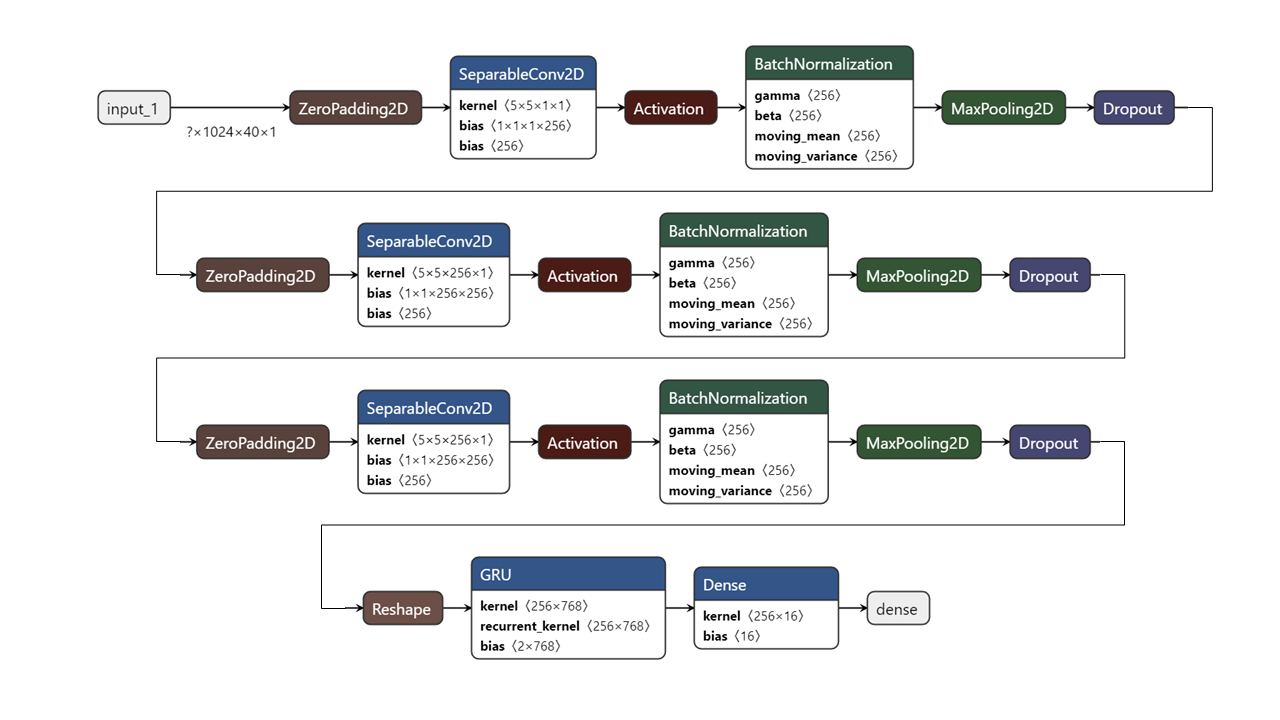 input_1
?×1024×40×1
ZeroPadding2D
SeparableConv2D
kernel 〈5×5×1×1〉
bias 〈1×1×1×256〉
bias 〈256〉
Activation
BatchNormalization
gamma 〈256〉
beta 〈256〉
moving_mean 〈256〉
moving_variance 〈256〉
MaxPooling2D
Dropout
ZeroPadding2D
SeparableConv2D
kernel 〈5×5×256×1〉
bias 〈1×1×256×256〉
bias 〈256〉
Activation
BatchNormalization
gamma 〈256〉
beta 〈256〉
moving_mean 〈256〉
moving_variance 〈256〉
MaxPooling2D
Dropout
ZeroPadding2D
SeparableConv2D
kernel 〈5×5×256×1〉
bias 〈1×1×256×256〉
bias 〈256〉
Activation
BatchNormalization
gamma 〈256〉
beta 〈256〉
moving_mean 〈256〉
moving_variance 〈256〉
MaxPooling2D
Dropout
Reshape
GRU
kernel 〈256×768〉
recurrent_kernel 〈256×768〉
bias 〈2×768〉
Dense
kernel 〈256×16〉
bias 〈16〉
dense